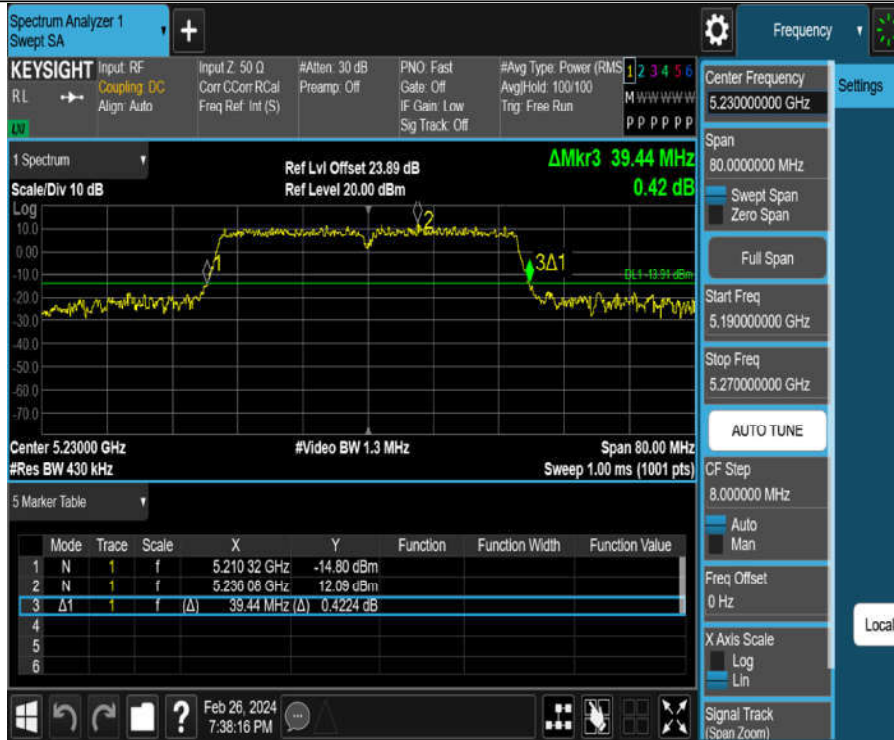 Spectrum Analyzer 1
Swept SA
+
Frequency
KEYSIGHT
RL
LXI
Input: RF
Coupling: DC
Align: Auto
Input Z: 50 Ω
Corr CCorr RCal
Freq Ref: Int (S)
#Atten: 30 dB
Preamp: Off
PNO: Fast
Gate: Off
IF Gain: Low
Sig Track: Off
#Avg Type: Power (RMS
Avg|Hold: 100/100
Trig: Free Run
1 2 3 4 5 6
M W W W W W
P P P P P P
1 Spectrum
Scale/Div 10 dB
Ref Lvl Offset 23.89 dB
Ref Level 20.00 dBm
ΔMkr3 39.44 MHz
0.42 dB
Log
10.0
0.00
-10.0
-20.0
-30.0
-40.0
-50.0
-60.0
-70.0
1
2
3Δ1
DL1 -13.91 dBm
Center 5.23000 GHz
#Res BW 430 kHz
#Video BW 1.3 MHz
Span 80.00 MHz
Sweep 1.00 ms (1001 pts)
5 Marker Table
Mode Trace Scale X Y Function Function Width Function Value
1 N 1 f 5.210 32 GHz -14.80 dBm
2 N 1 f 5.236 08 GHz 12.09 dBm
3 Δ1 1 f (Δ) 39.44 MHz (Δ) 0.4224 dB
4
5
6
?
Feb 26, 2024
7:38:16 PM
Center Frequency
5.230000000 GHz
Span
80.0000000 MHz
Swept Span
Zero Span
Full Span
Start Freq
5.190000000 GHz
Stop Freq
5.270000000 GHz
AUTO TUNE
CF Step
8.000000 MHz
Auto
Man
Freq Offset
0 Hz
X Axis Scale
Log
Lin
Signal Track
(Span Zoom)
Settings
Local